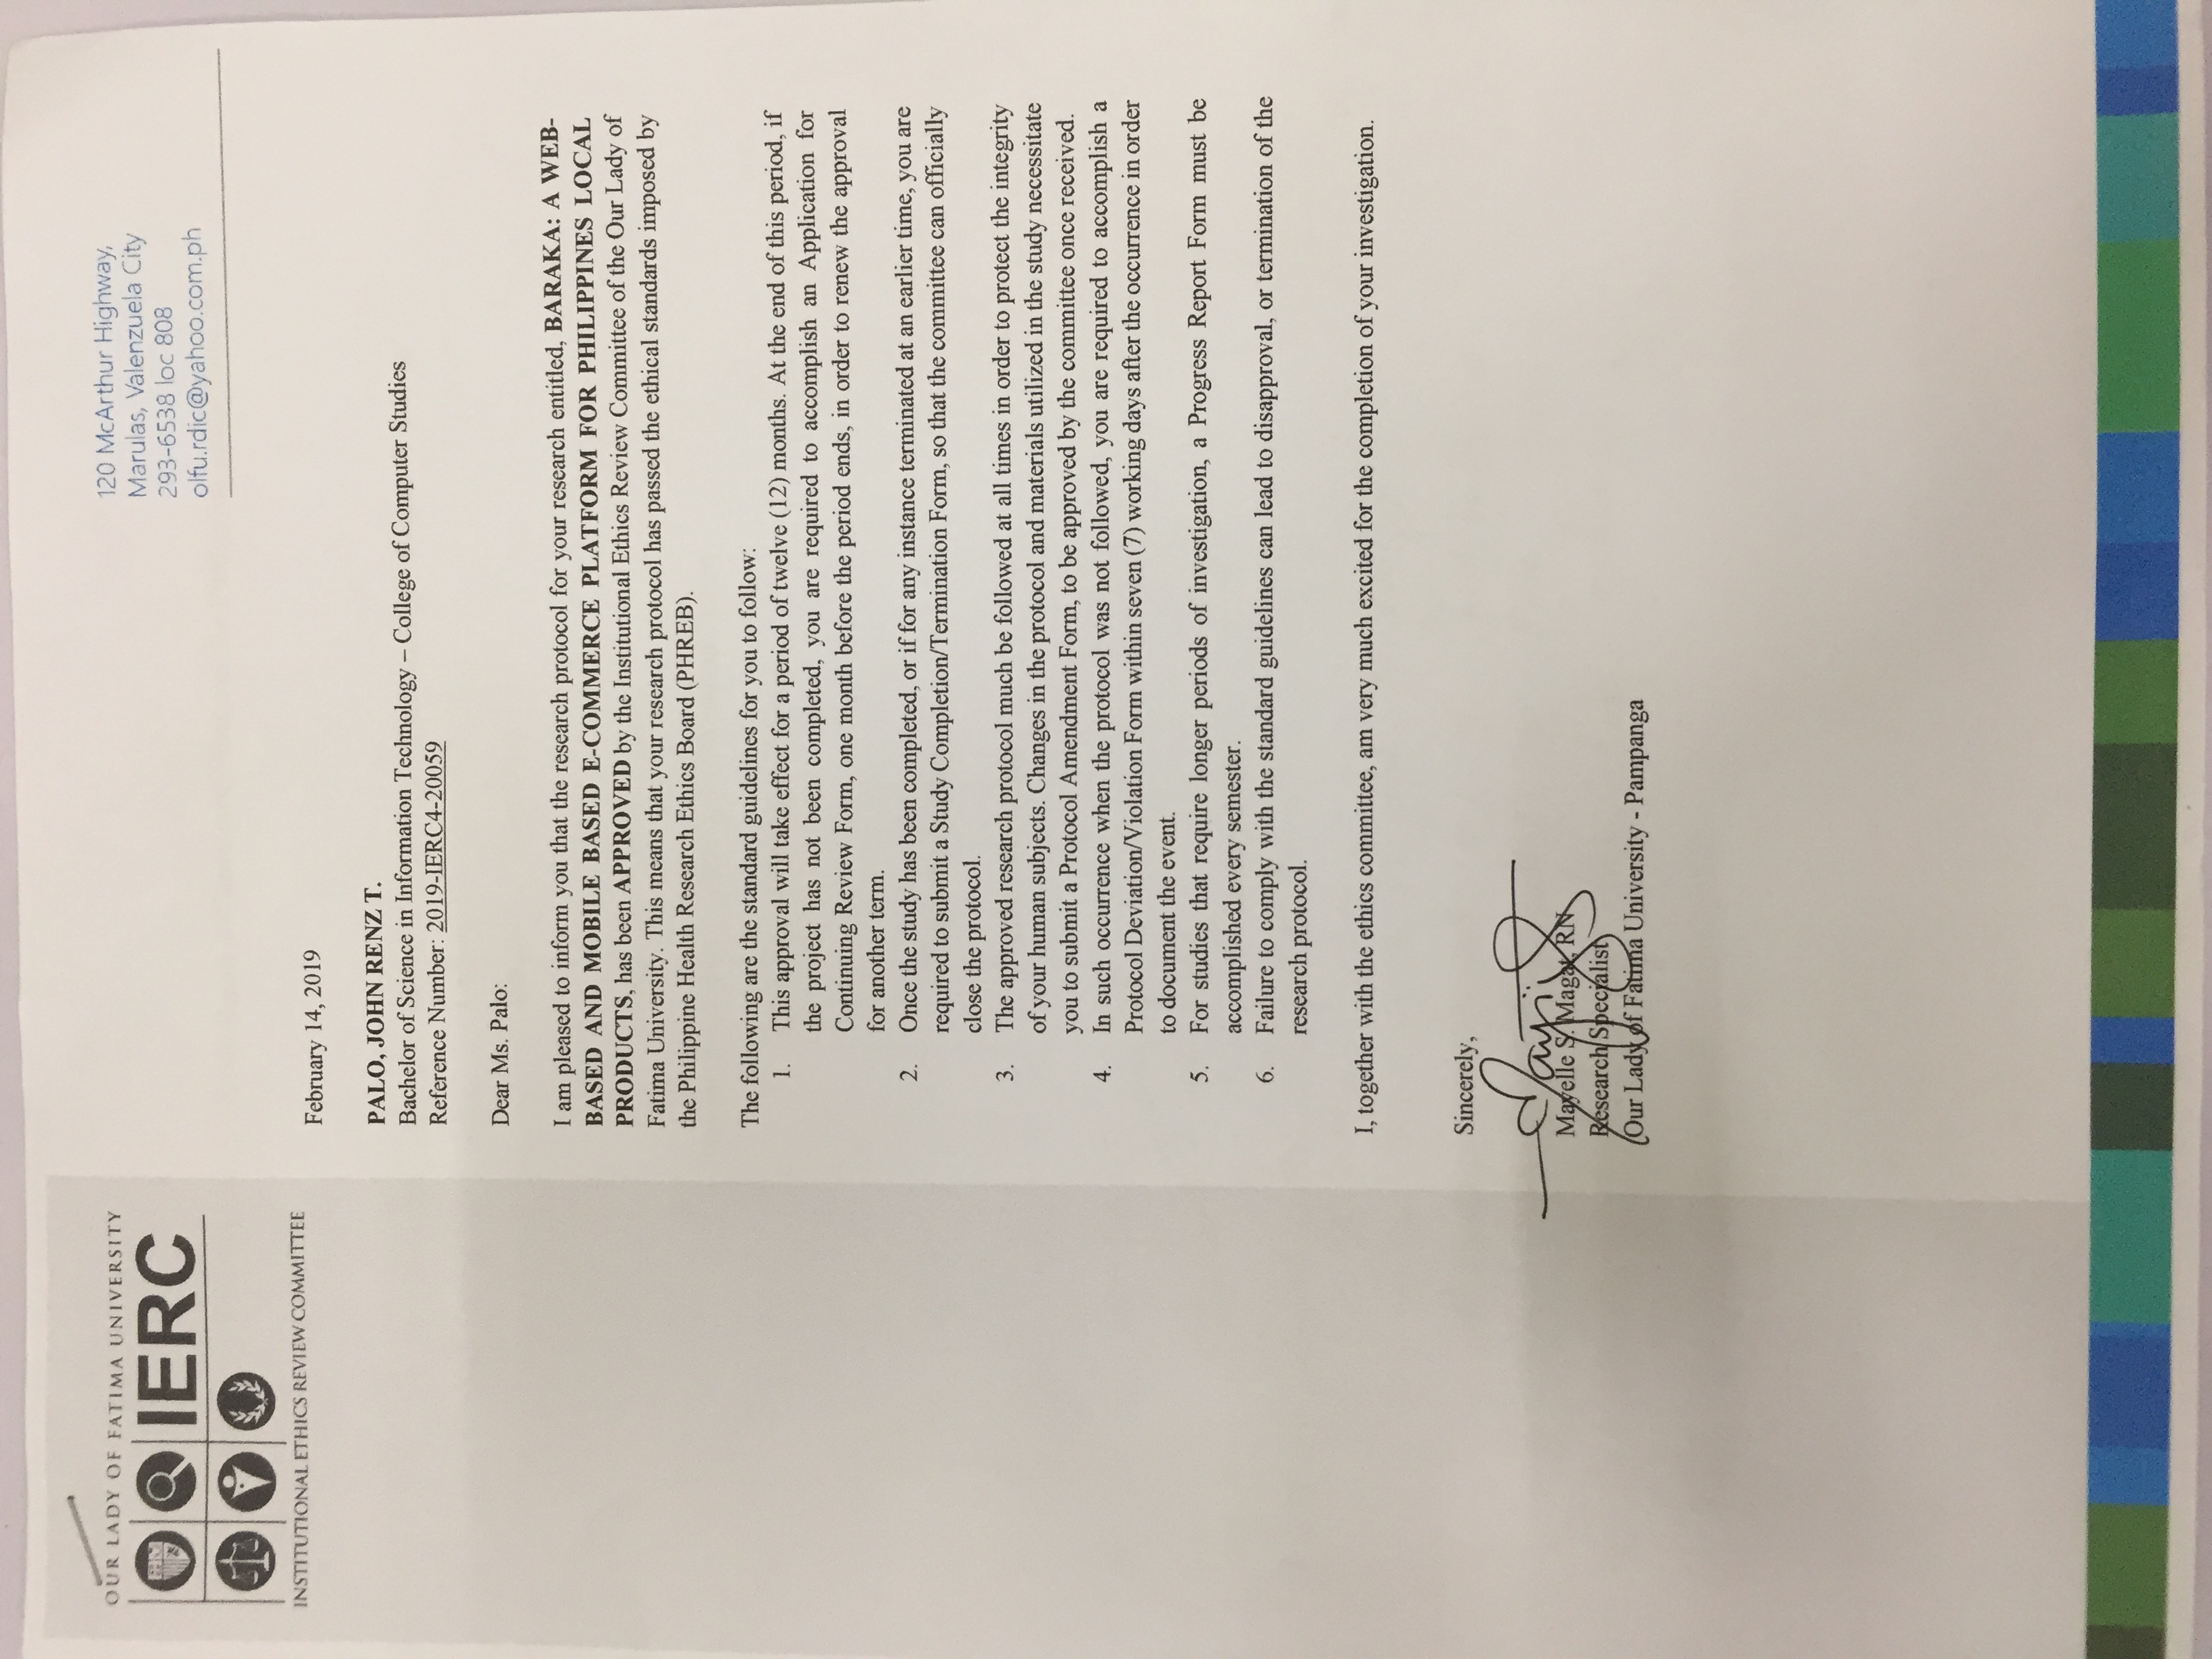 OUR LADY OF FATIMA UNIVERSITY
IERC
INSTITUTIONAL ETHICS REVIEW COMMITTEE
120 McArthur Highway,
Marulas, Valenzuela City
293-6538 loc 808
olfu.rdic@yahoo.com.ph
February 14, 2019
PALO, JOHN RENZ T.
Bachelor of Science in Information Technology – College of Computer Studies
Reference Number: 2019-IERC4-20059
Dear Ms. Palo:
I am pleased to inform you that the research protocol for your research entitled, BARAKA: A WEB-
BASED AND MOBILE BASED E-COMMERCE PLATFORM FOR PHILIPPINES LOCAL
PRODUCTS, has been APPROVED by the Institutional Ethics Review Committee of the Our Lady of
Fatima University. This means that your research protocol has passed the ethical standards imposed by
the Philippine Health Research Ethics Board (PHREB).
The following are the standard guidelines for you to follow:
1. This approval will take effect for a period of twelve (12) months. At the end of this period, if
the project has not been completed, you are required to accomplish an Application for
Continuing Review Form, one month before the period ends, in order to renew the approval
for another term.
2. Once the study has been completed, or if for any instance terminated at an earlier time, you are
required to submit a Study Completion/Termination Form, so that the committee can officially
close the protocol.
3. The approved research protocol much be followed at all times in order to protect the integrity
of your human subjects. Changes in the protocol and materials utilized in the study necessitate
you to submit a Protocol Amendment Form, to be approved by the committee once received.
4. In such occurrence when the protocol was not followed, you are required to accomplish a
Protocol Deviation/Violation Form within seven (7) working days after the occurrence in order
to document the event.
5. For studies that require longer periods of investigation, a Progress Report Form must be
accomplished every semester.
6. Failure to comply with the standard guidelines can lead to disapproval, or termination of the
research protocol.
I, together with the ethics committee, am very much excited for the completion of your investigation.
Sincerely,
Mayelle S. Magat, RN
Research Specialist
Our Lady of Fatima University - Pampanga